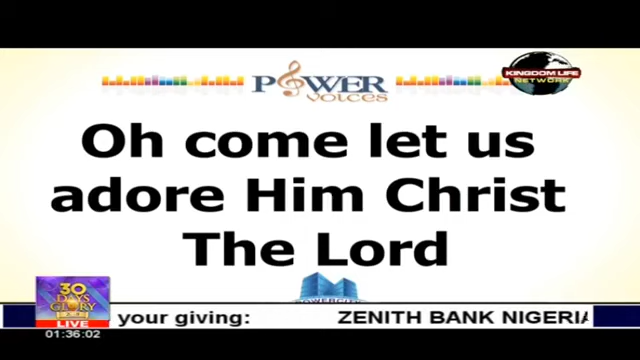 POWER
voices
KINGDOM LIFE
NETWORK
Oh come let us
adore Him Christ
The Lord
POWERCITY
30
DAYS
GLORY
LIVE
your giving: ZENITH BANK NIGERIA
01:36:02